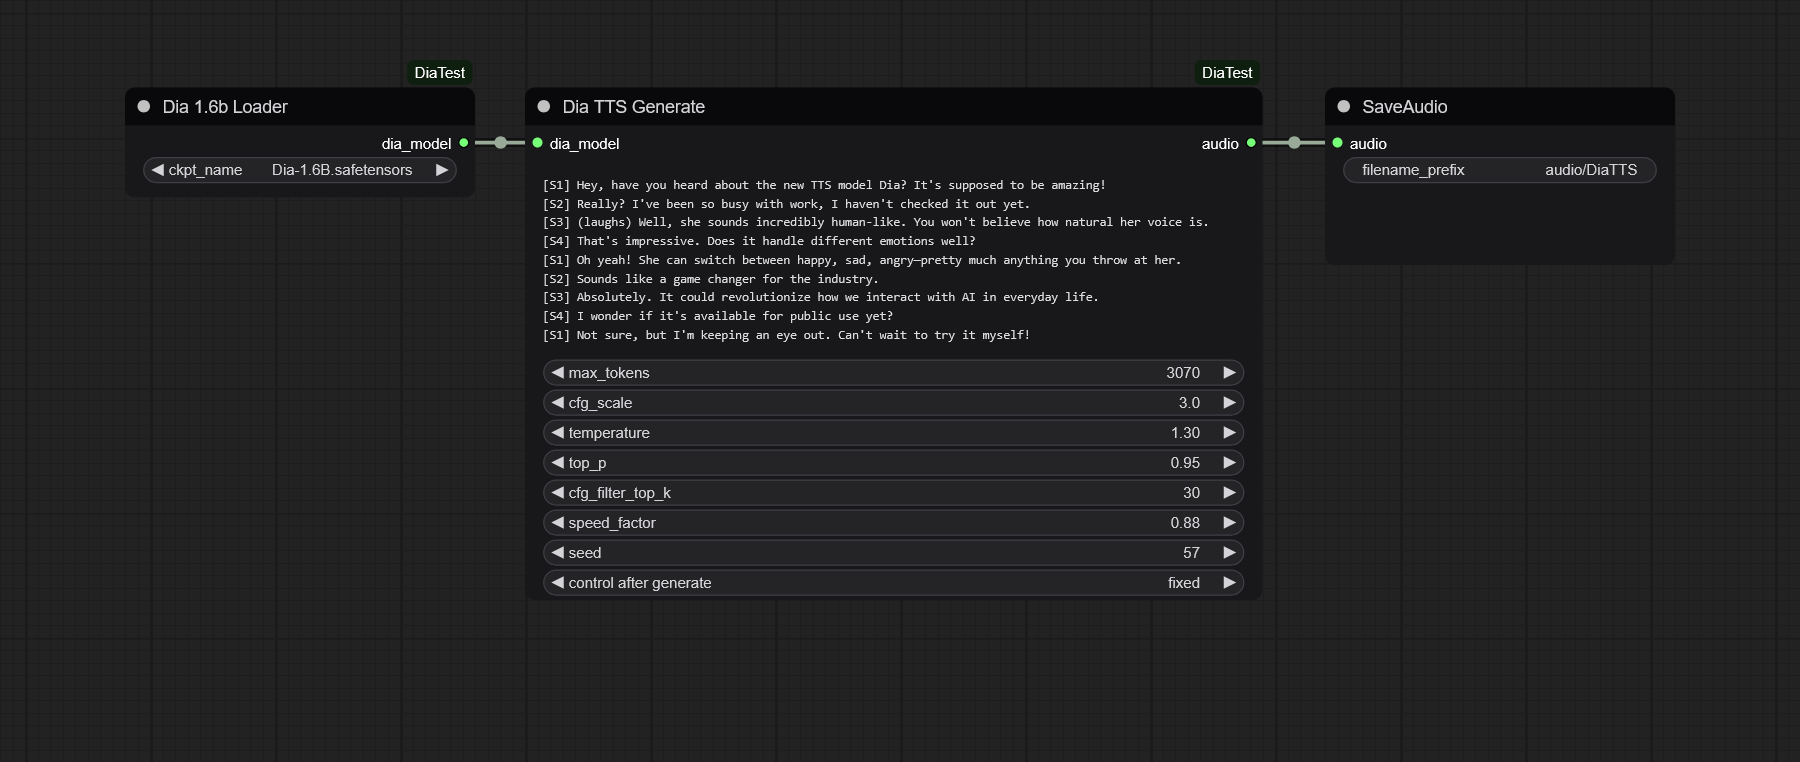 DiaTest
Dia 1.6b Loader
dia_model
ckpt_name Dia-1.6B.safetensors
DiaTest
Dia TTS Generate
dia_model audio
[S1] Hey, have you heard about the new TTS model Dia? It's supposed to be amazing!
[S2] Really? I've been so busy with work, I haven't checked it out yet.
[S3] (laughs) Well, she sounds incredibly human-like. You won't believe how natural her voice is.
[S4] That's impressive. Does it handle different emotions well?
[S1] Oh yeah! She can switch between happy, sad, angry—pretty much anything you throw at her.
[S2] Sounds like a game changer for the industry.
[S3] Absolutely. It could revolutionize how we interact with AI in everyday life.
[S4] I wonder if it's available for public use yet?
[S1] Not sure, but I'm keeping an eye out. Can't wait to try it myself!
max_tokens 3070
cfg_scale 3.0
temperature 1.30
top_p 0.95
cfg_filter_top_k 30
speed_factor 0.88
seed 57
control after generate fixed
SaveAudio
audio
filename_prefix audio/DiaTTS